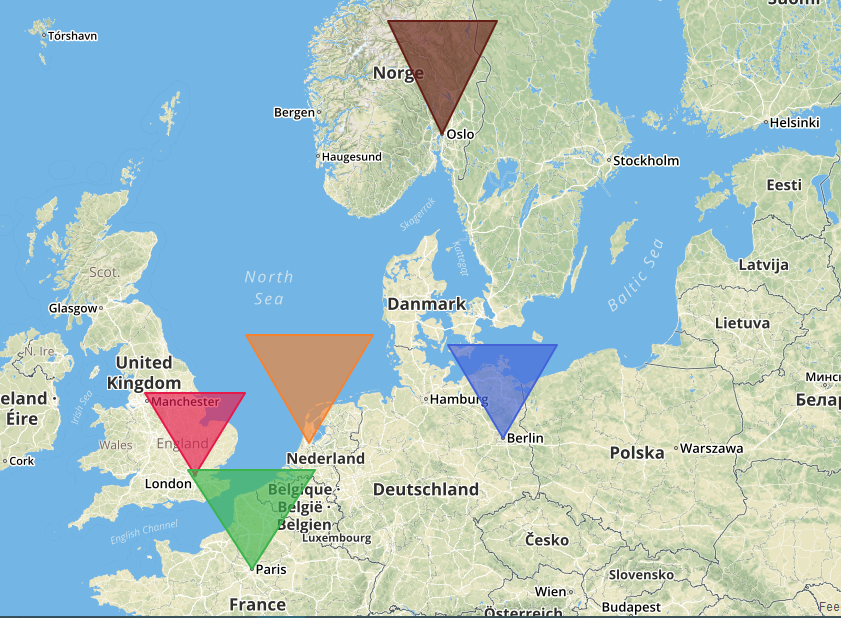 Suomi
Tórshavn
Norge
Bergen
Helsinki
Oslo
Haugesund
Stockholm
Eesti
Skagerrak
Kattegat
Baltic Sea
Latvija
Scot.
North
Sea
Danmark
Glasgow
Lietuva
N. Ire.
United
Kingdom
Минск
eland ·
Éire
Irish Sea
Manchester
Hamburg
Белар
England
Wales
Berlin
Polska
Warszawa
Cork
Nederland
London
Belgique ·
België ·
Belgien
Deutschland
English Channel
Luxembourg
Česko
Paris
Slovensko
Wien
France
Österreich
Budapest
Fee